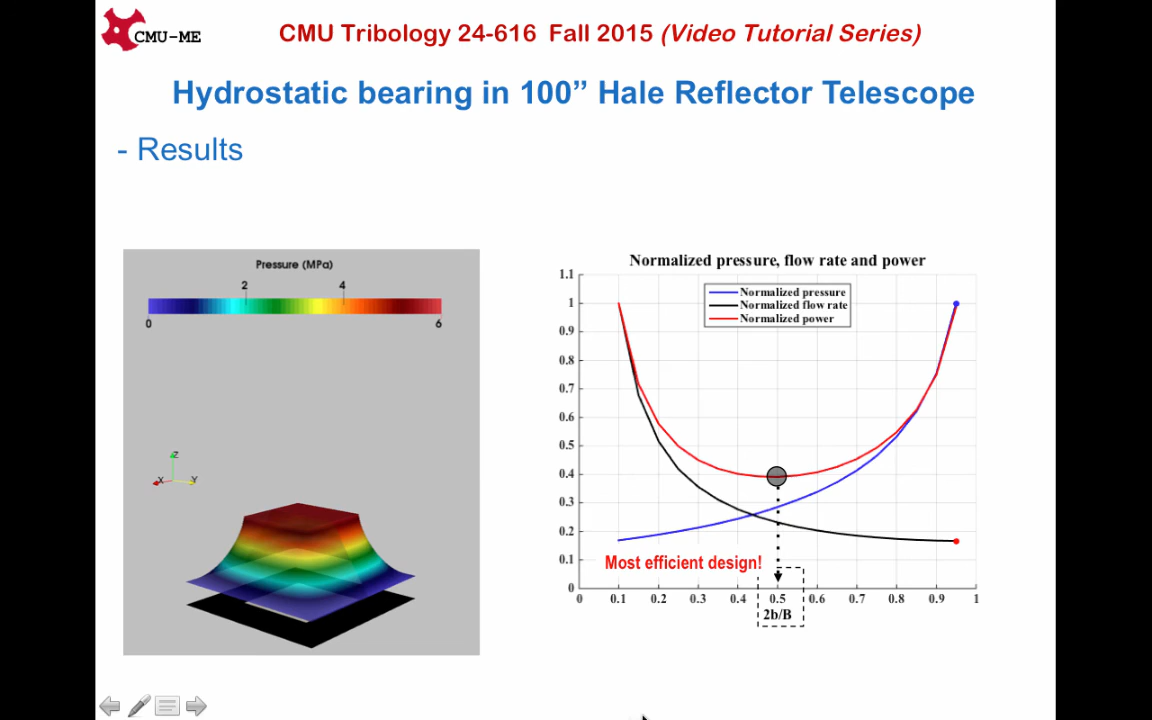 CMU-ME
CMU Tribology 24-616 Fall 2015 (Video Tutorial Series)
Hydrostatic bearing in 100” Hale Reflector Telescope
- Results
Pressure (MPa)
2 4
0 6
Z
X Y
Normalized pressure, flow rate and power
Normalized pressure
Normalized flow rate
Normalized power
1.1
1
0.9
0.8
0.7
0.6
0.5
0.4
0.3
0.2
0.1
0
Most efficient design!
0 0.1 0.2 0.3 0.4 0.5 0.6 0.7 0.8 0.9 1
2b/B